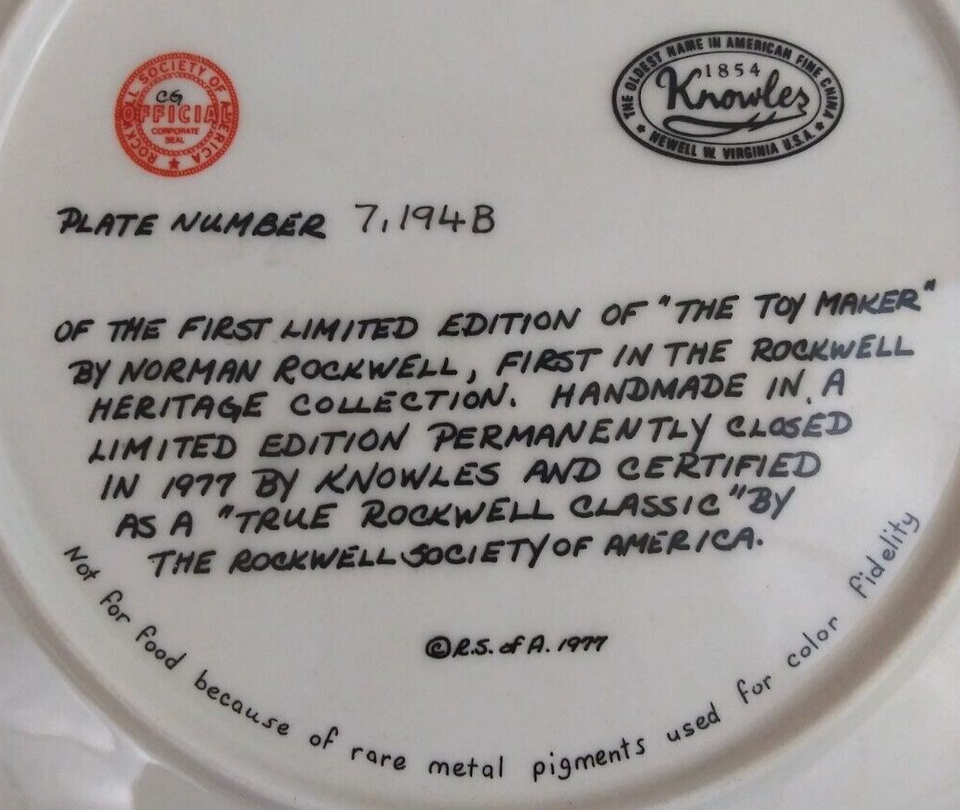 ROCKWELL SOCIETY OF AMERICA
CG
OFFICIAL
CORPORATE
SEAL
THE OLDEST NAME IN AMERICAN FINE CHINA
1854
Knowles
NEWELL W. VIRGINIA U.S.A.
PLATE NUMBER 7,194B
OF THE FIRST LIMITED EDITION OF "THE TOY MAKER"
BY NORMAN ROCKWELL, FIRST IN THE ROCKWELL
HERITAGE COLLECTION. HANDMADE IN A
LIMITED EDITION PERMANENTLY CLOSED
IN 1977 BY KNOWLES AND CERTIFIED
AS A "TRUE ROCKWELL CLASSIC" BY
THE ROCKWELL SOCIETY OF AMERICA.
©R.S. of A. 1977
Not for food because of rare metal pigments used for color fidelity